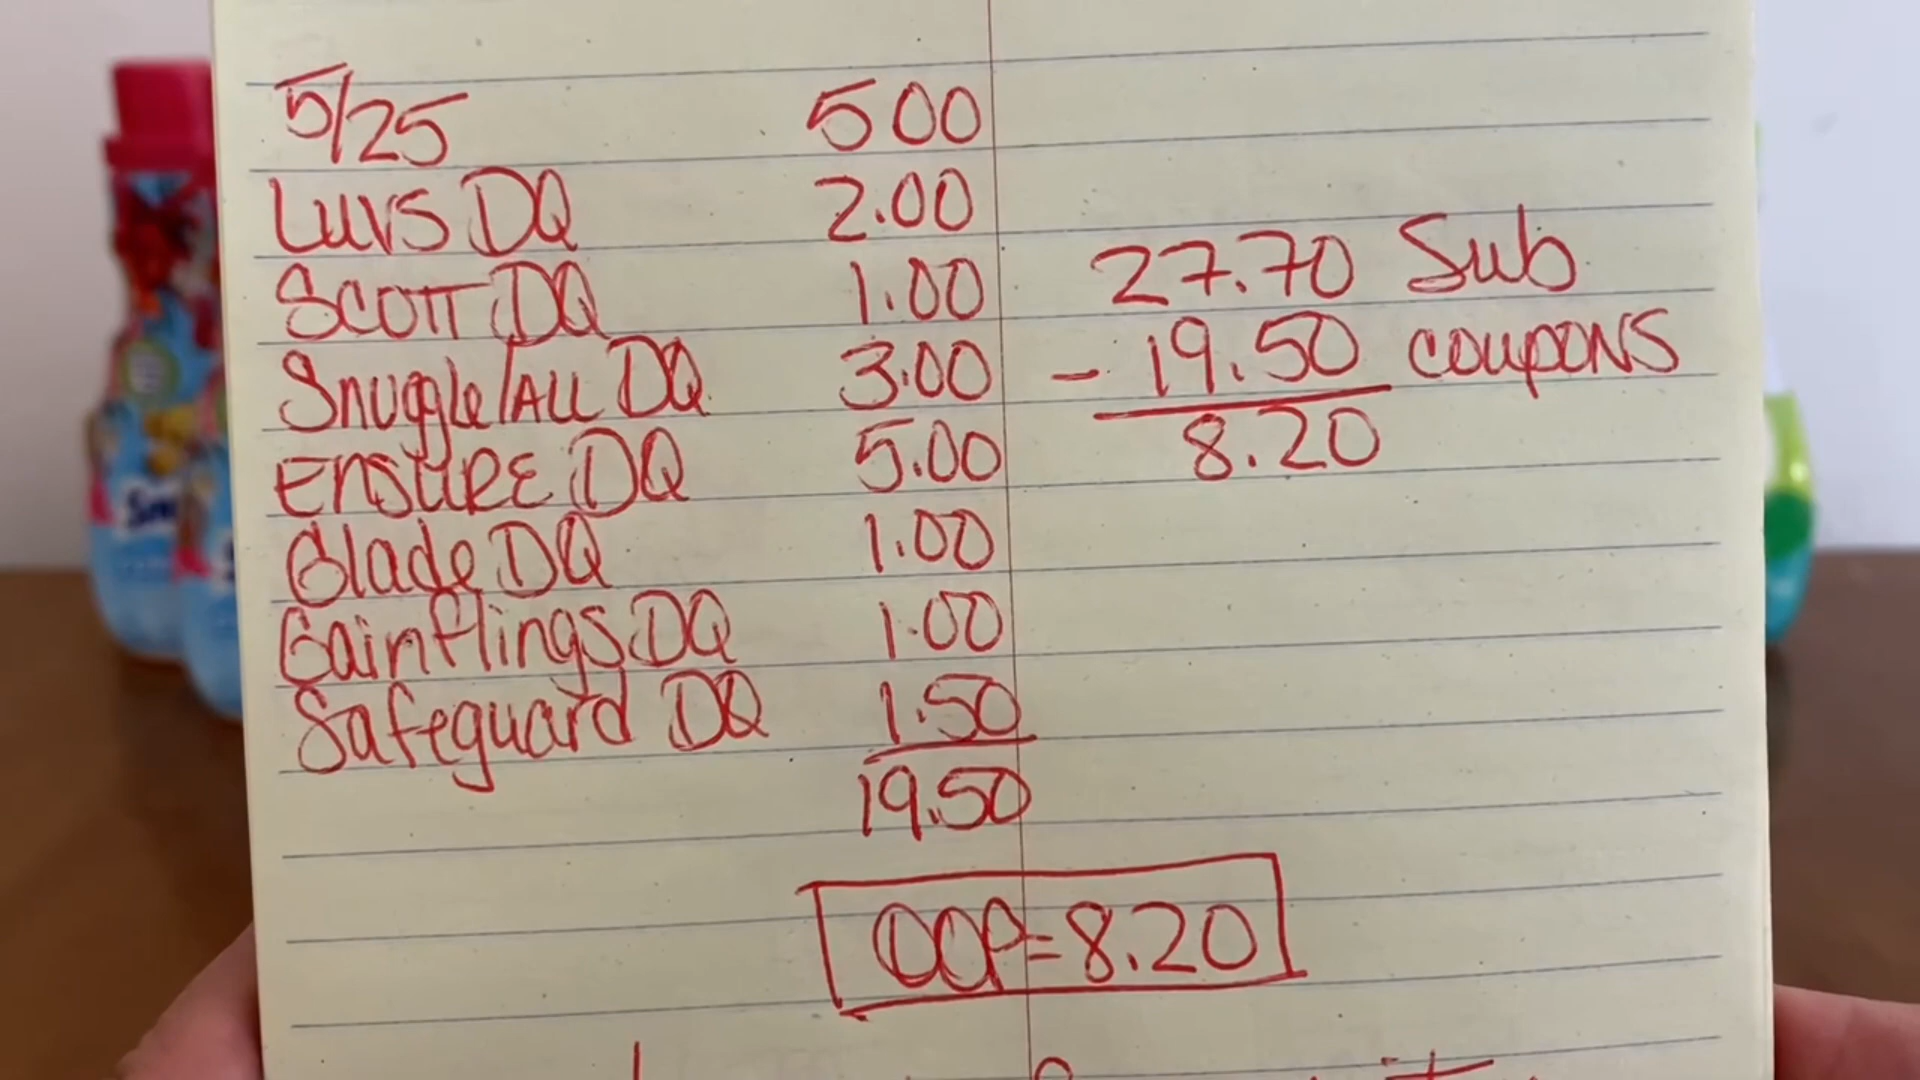 5/25 5 00
LUVS DQ 2.00
SCOTT DQ 1.00
Snuggle/ALL DQ 3.00
ENSURE DQ 5.00
Glade DQ 1.00
Gain flings DQ 1.00
Safeguard DQ 1.50
19.50
27.70 Sub
- 19.50 coupons
8.20
OOP=8.20